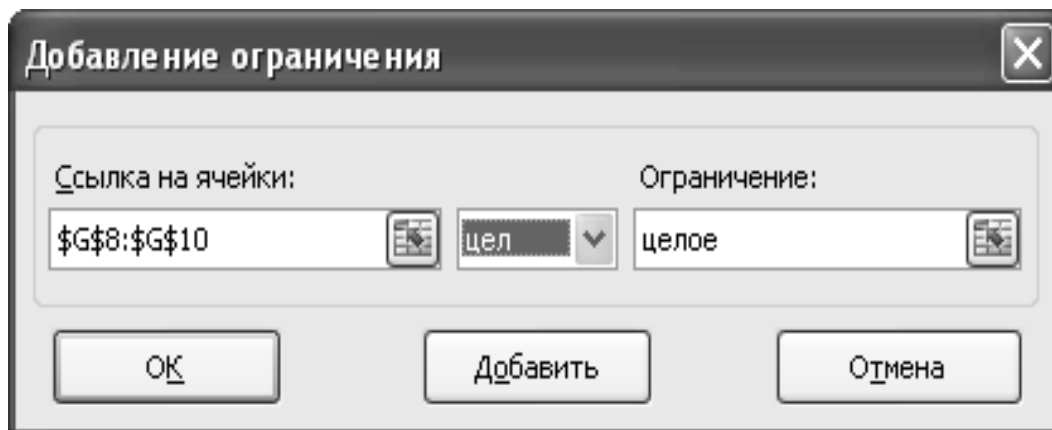 Добавление ограничения
Ссылка на ячейки: Ограничение:
$G$8:$G$10 цел целое
ОК Добавить Отмена